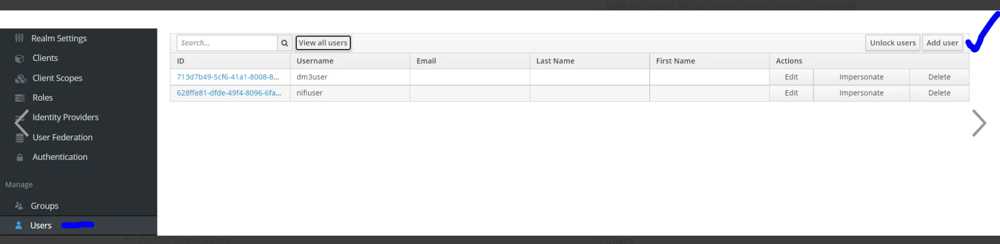 Add the realm file as shown in the below screenshot
Realm Settings
Clients
Client Scopes
Roles
Identity Providers
User Federation
Authentication
Manage
Groups
Users
Search... View all users Unlock users Add user
ID Username Email Last Name First Name Actions
713d7b49-5cf6-41a1-8008-8... dm3user Edit Impersonate Delete
628ffe81-dfde-49f4-8096-6fa... nifiuser Edit Impersonate Delete
• Admin applications Client